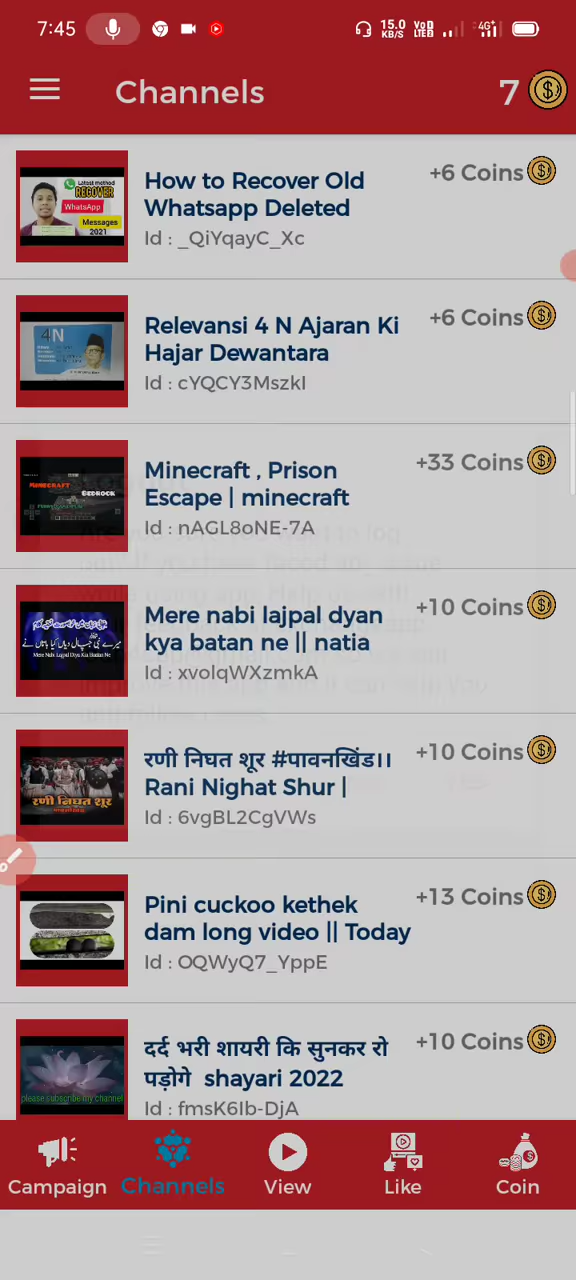 7:45
15.0 KB/S
VoD LTE2
4G+
Channels
7
+6 Coins
How to Recover Old
Whatsapp Deleted
Id : _QiYqayC_Xc
Latest method
RECOVER
WhatsApp
Messages
2021
+6 Coins
Relevansi 4 N Ajaran Ki
Hajar Dewantara
Id : cYQCY3MszkI
4N
+33 Coins
Minecraft , Prison
Escape | minecraft
Id : nAGL8oNE-7A
MINECRAFT
BEDROCK
+10 Coins
Mere nabi lajpal dyan
kya batan ne || natia
Id : xvolqWXzmkA
Mere Nabi Lajpal Diya Kia Batan Ne
+10 Coins
रणी निघत शूर #पावनखिंड।।
Rani Nighat Shur |
Id : 6vgBL2CgVWs
रणी निघत शूर
+13 Coins
Pini cuckoo kethek
dam long video || Today
Id : OQWyQ7_YppE
+10 Coins
दर्द भरी शायरी कि सुनकर रो
पड़ोगे shayari 2022
Id : fmsK6Ib-DjA
please subscribe my channel
Campaign
Channels
View
Like
Coin